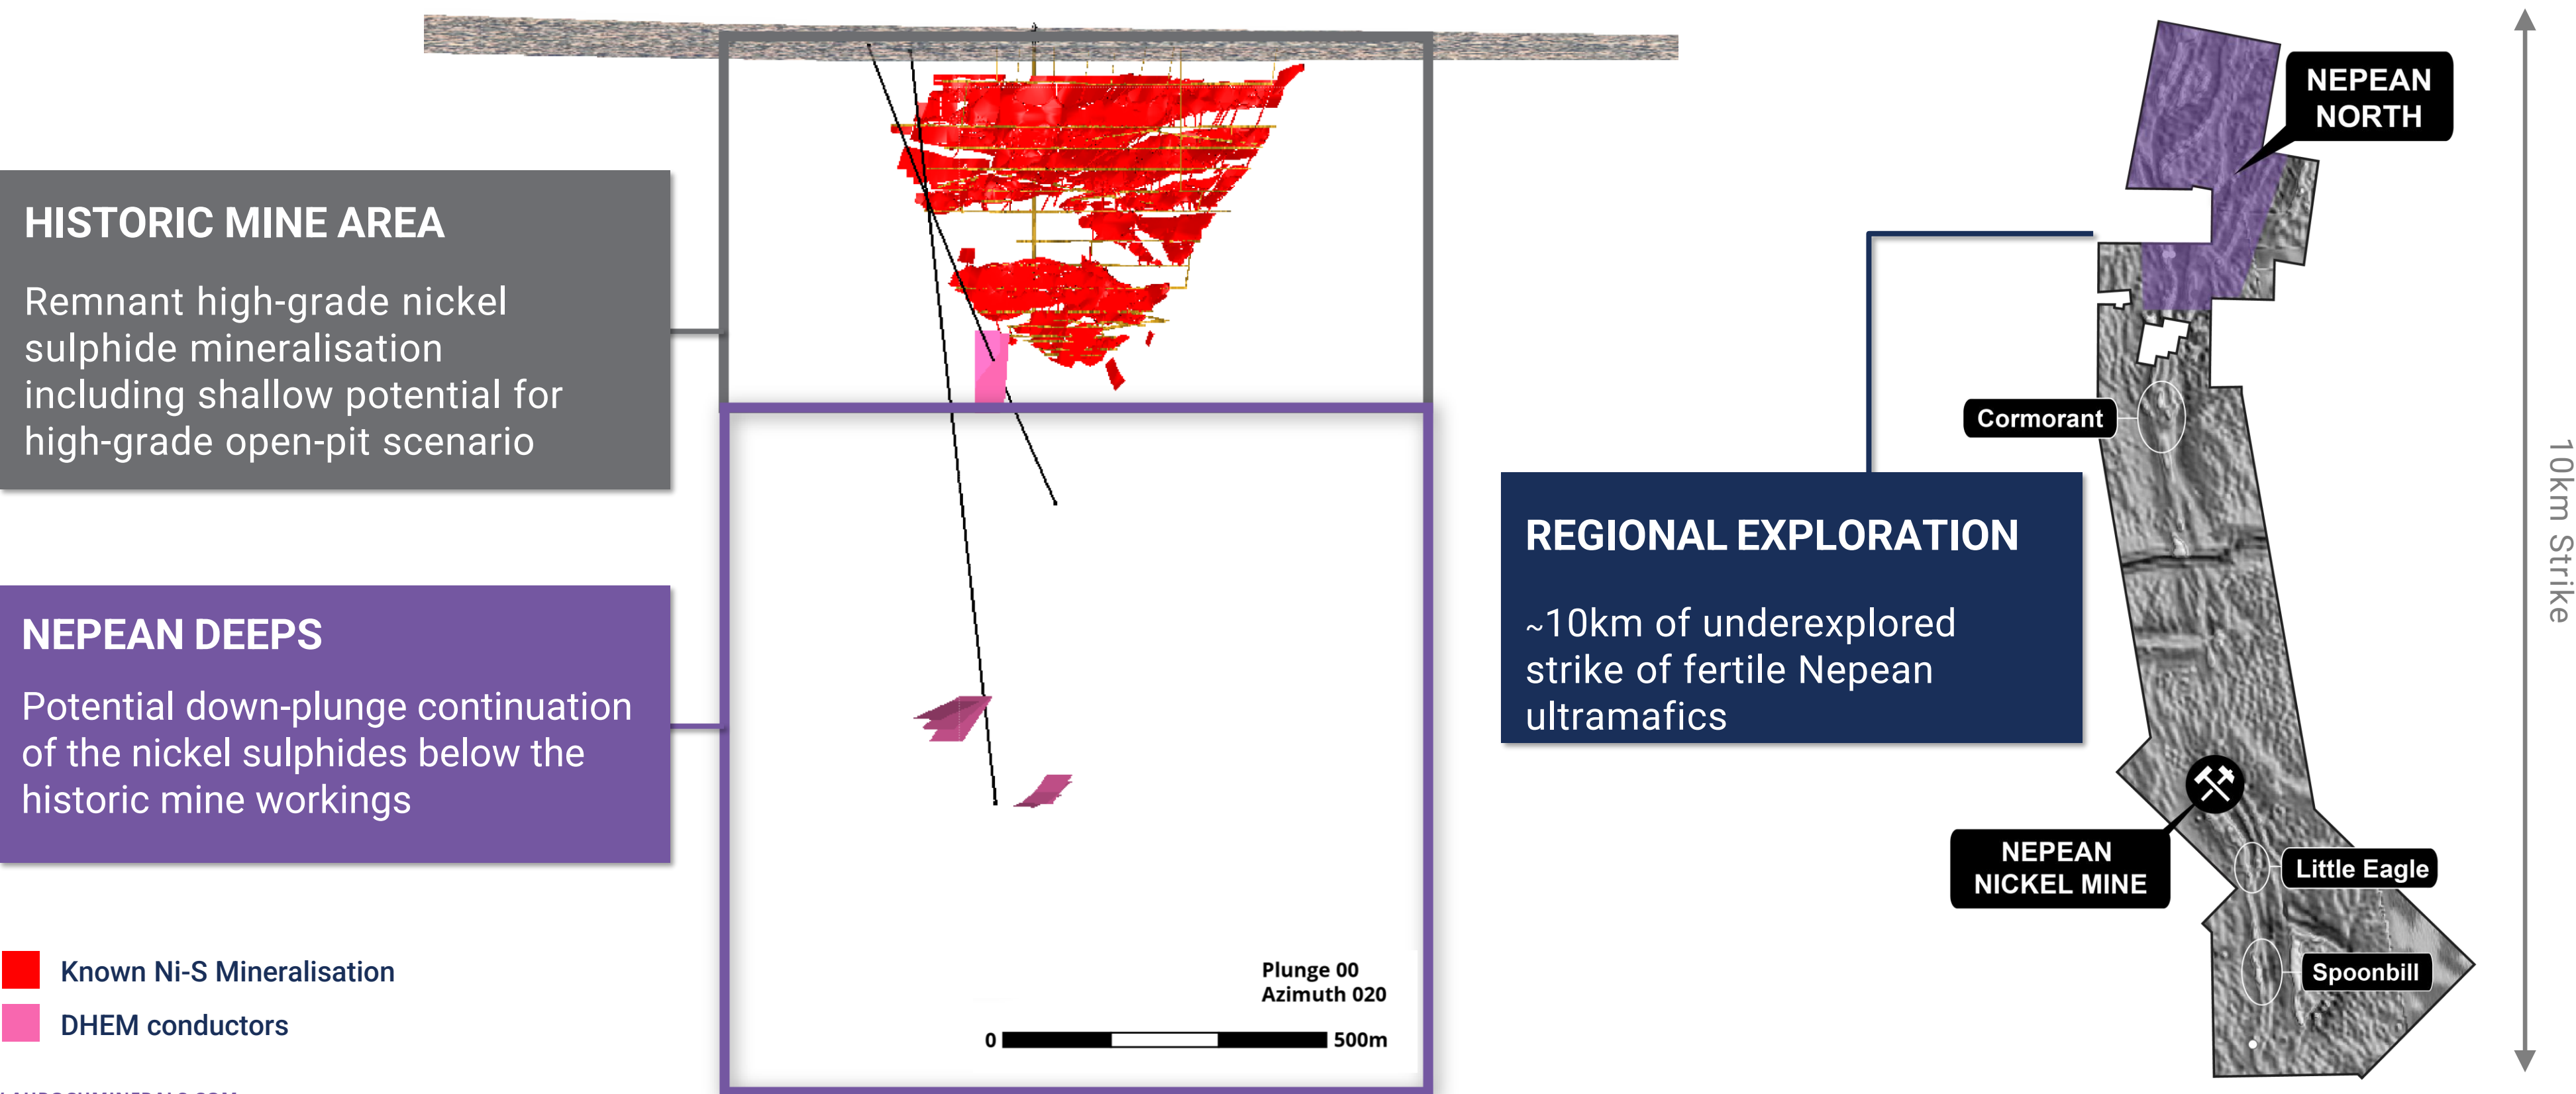 HISTORIC MINE AREA
Remnant high-grade nickel
sulphide mineralisation
including shallow potential for
high-grade open-pit scenario
NEPEAN DEEPS
Potential down-plunge continuation
of the nickel sulphides below the
historic mine workings
Known Ni-S Mineralisation
DHEM conductors
Plunge 00
Azimuth 020
0
500m
REGIONAL EXPLORATION
~10km of underexplored
strike of fertile Nepean
ultramafics
NEPEAN
NORTH
Cormorant
NEPEAN
NICKEL MINE
Little Eagle
Spoonbill
10km Strike